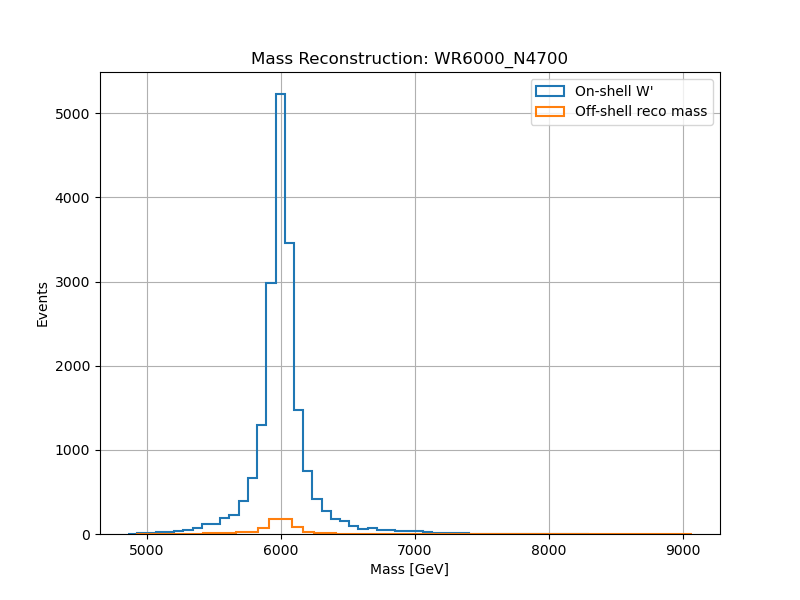 Mass Reconstruction: WR6000_N4700
On-shell W'
Off-shell reco mass
5000
4000
3000
2000
1000
0
Events
5000 6000 7000 8000 9000
Mass [GeV]